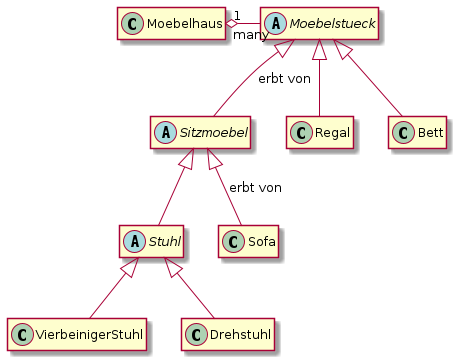 C Moebelhaus 1 many A Moebelstueck
erbt von
A Sitzmoebel C Regal C Bett
erbt von
A Stuhl C Sofa
C VierbeinigerStuhl C Drehstuhl